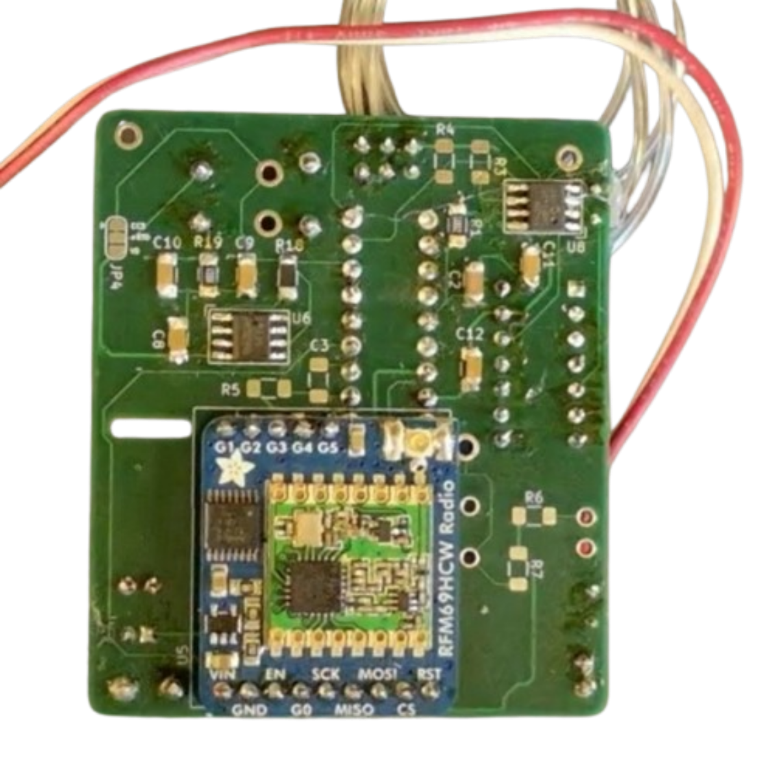 R4
R3
C10 R19 C9 R18
U8
C11
JP4
C2
U6
C8
C3
C12
R5
G1 G2 G3 G4 G5
RFM69HCW Radio
R6
R7
U5
VIN EN SCK MOSI RST
GND G0 MISO CS